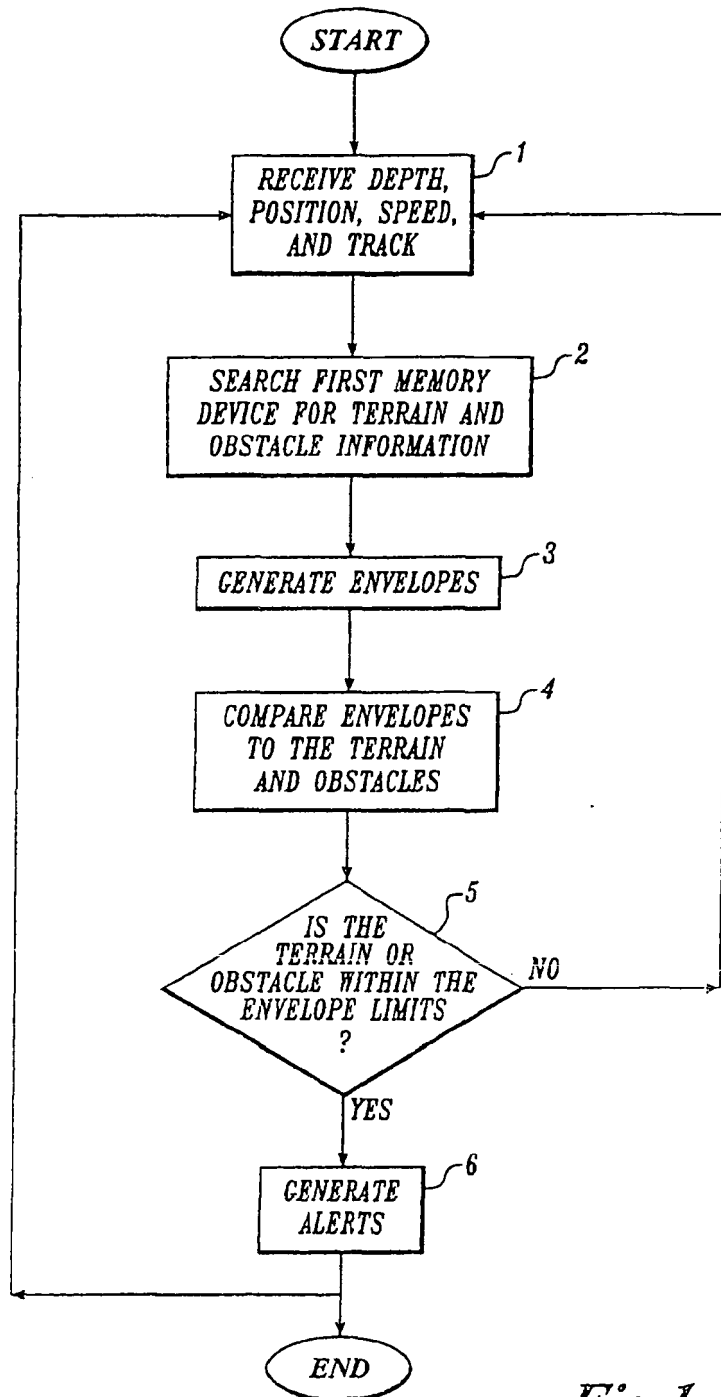 START
1
RECEIVE DEPTH,
POSITION, SPEED,
AND TRACK
2
SEARCH FIRST MEMORY
DEVICE FOR TERRAIN AND
OBSTACLE INFORMATION
3
GENERATE ENVELOPES
4
COMPARE ENVELOPES
TO THE TERRAIN
AND OBSTACLES
5
IS THE
TERRAIN OR
OBSTACLE WITHIN THE
ENVELOPE LIMITS
?
NO
YES
6
GENERATE
ALERTS
END